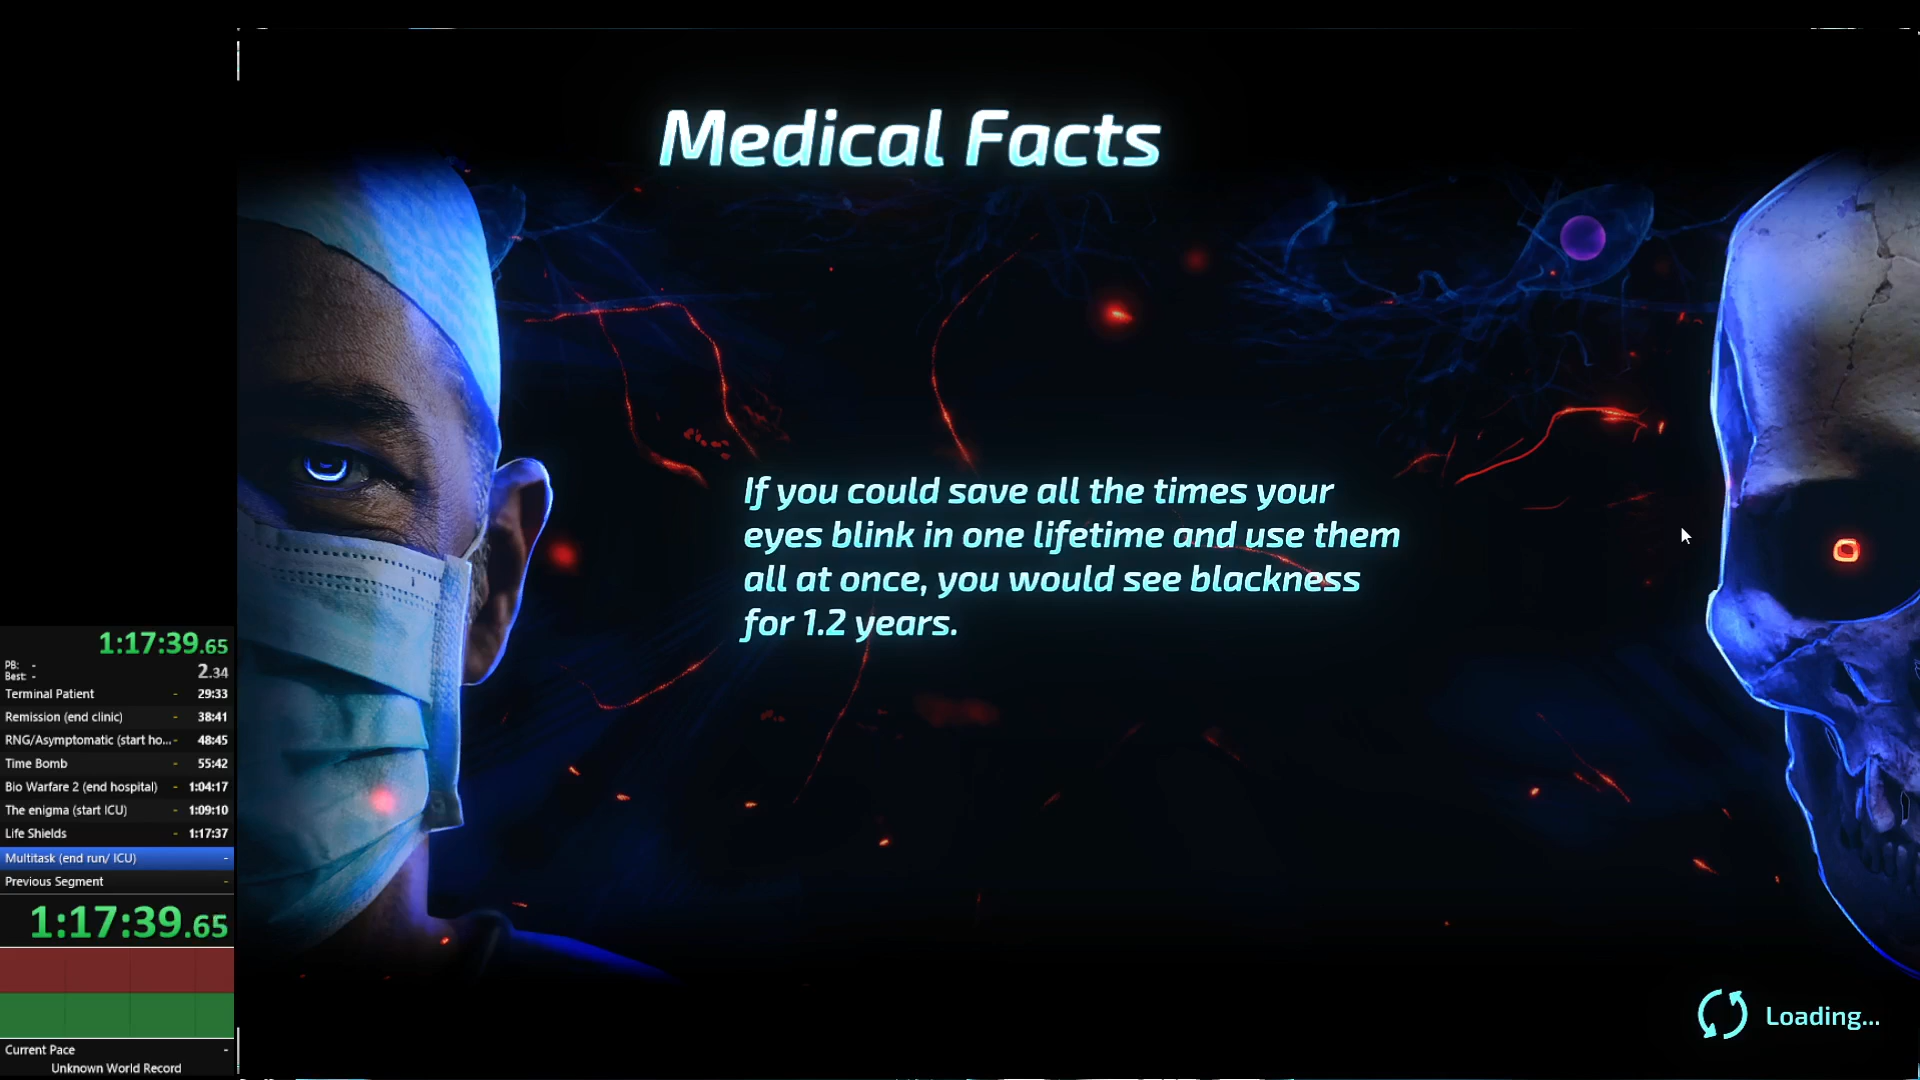 Medical Facts
If you could save all the times your
eyes blink in one lifetime and use them
all at once, you would see blackness
for 1.2 years.
Loading...
1:17:39.65
PB: -
Best: -
2.34
Terminal Patient - 29:33
Remission (end clinic) - 38:41
RNG/Asymptomatic (start ho... - 48:45
Time Bomb - 55:42
Bio Warfare 2 (end hospital) - 1:04:17
The enigma (start ICU) - 1:09:10
Life Shields - 1:17:37
Multitask (end run/ ICU) -
Previous Segment -
1:17:39.65
Current Pace -
Unknown World Record